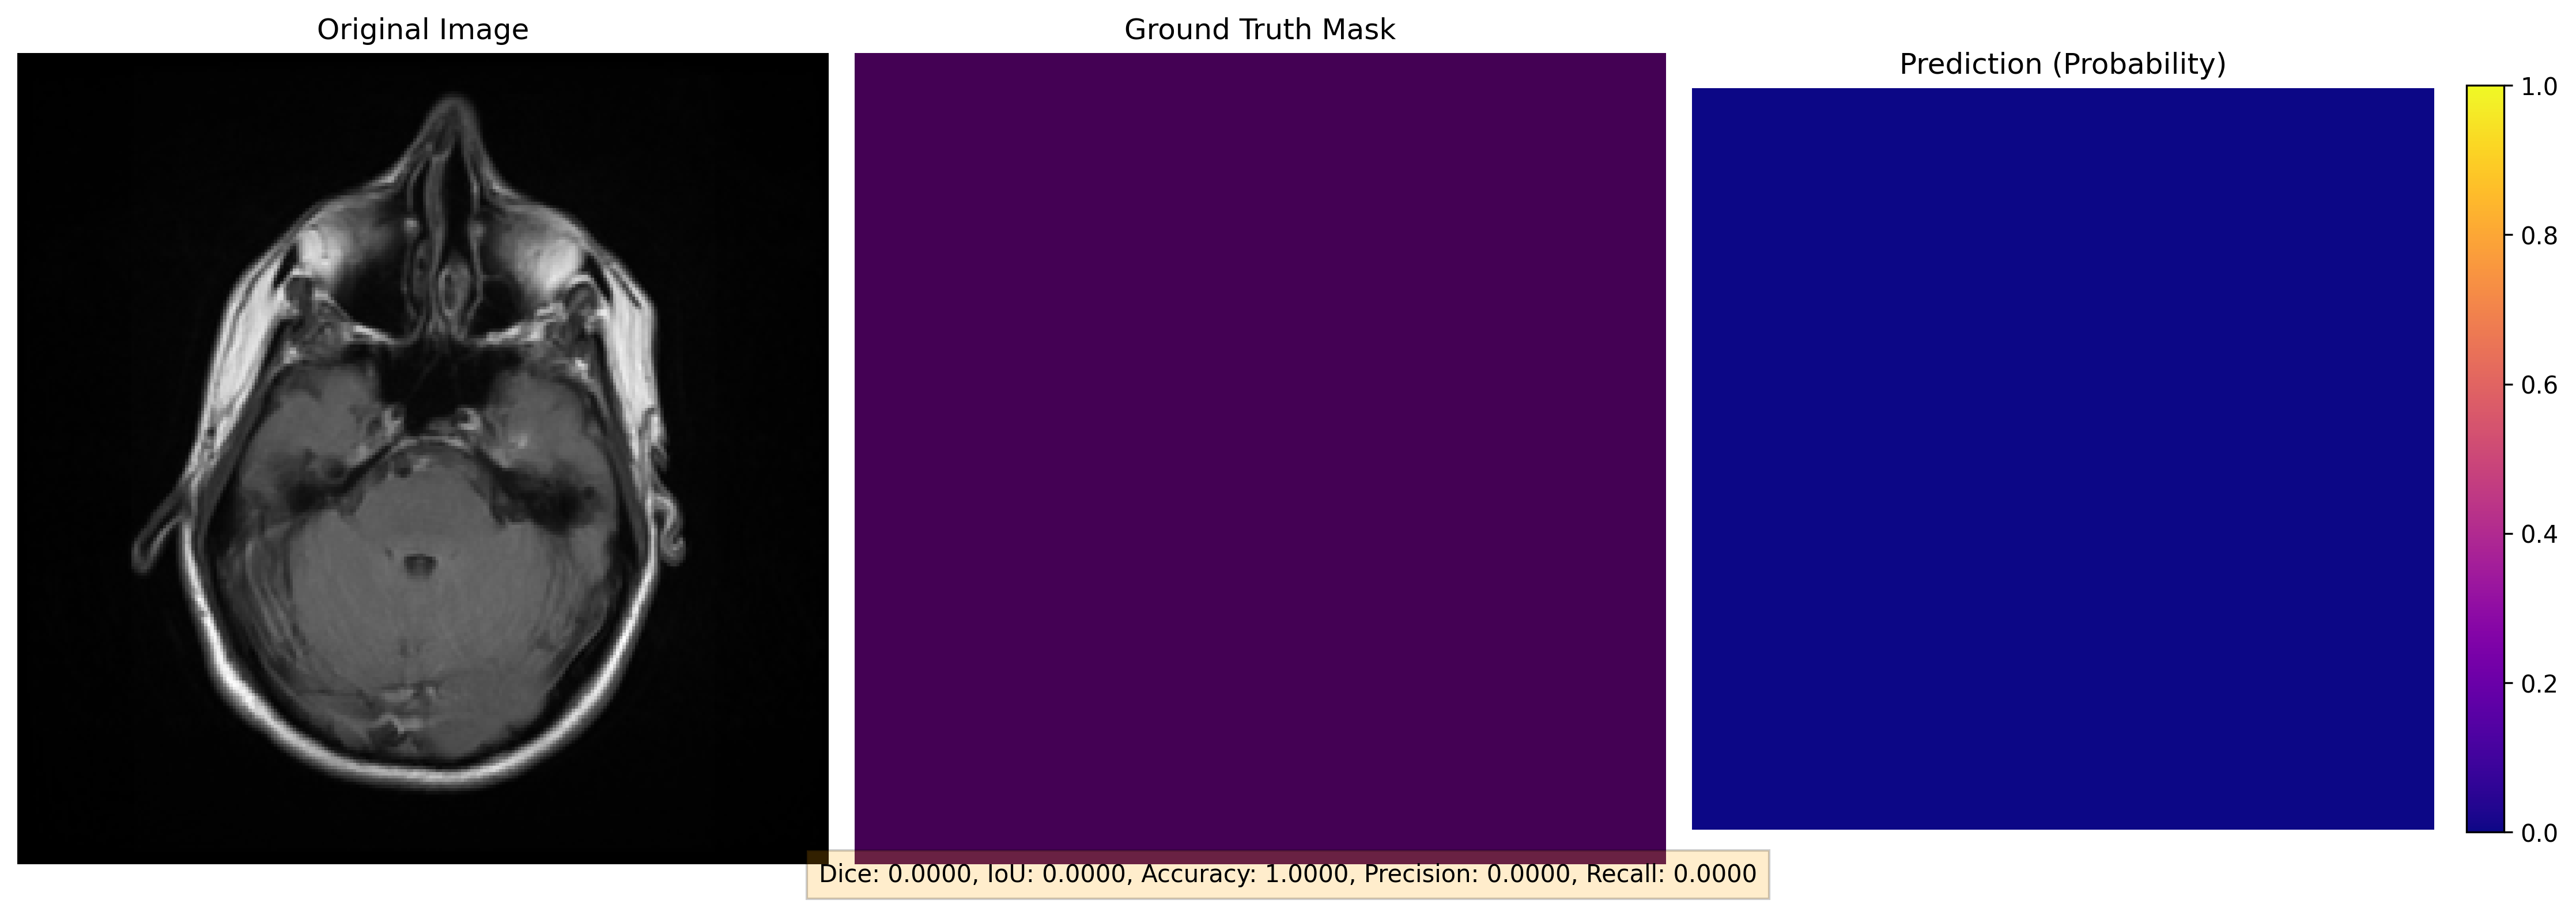 Original Image
Ground Truth Mask
Prediction (Probability)
1.0
0.8
0.6
0.4
0.2
0.0
Dice: 0.0000, IoU: 0.0000, Accuracy: 1.0000, Precision: 0.0000, Recall: 0.0000